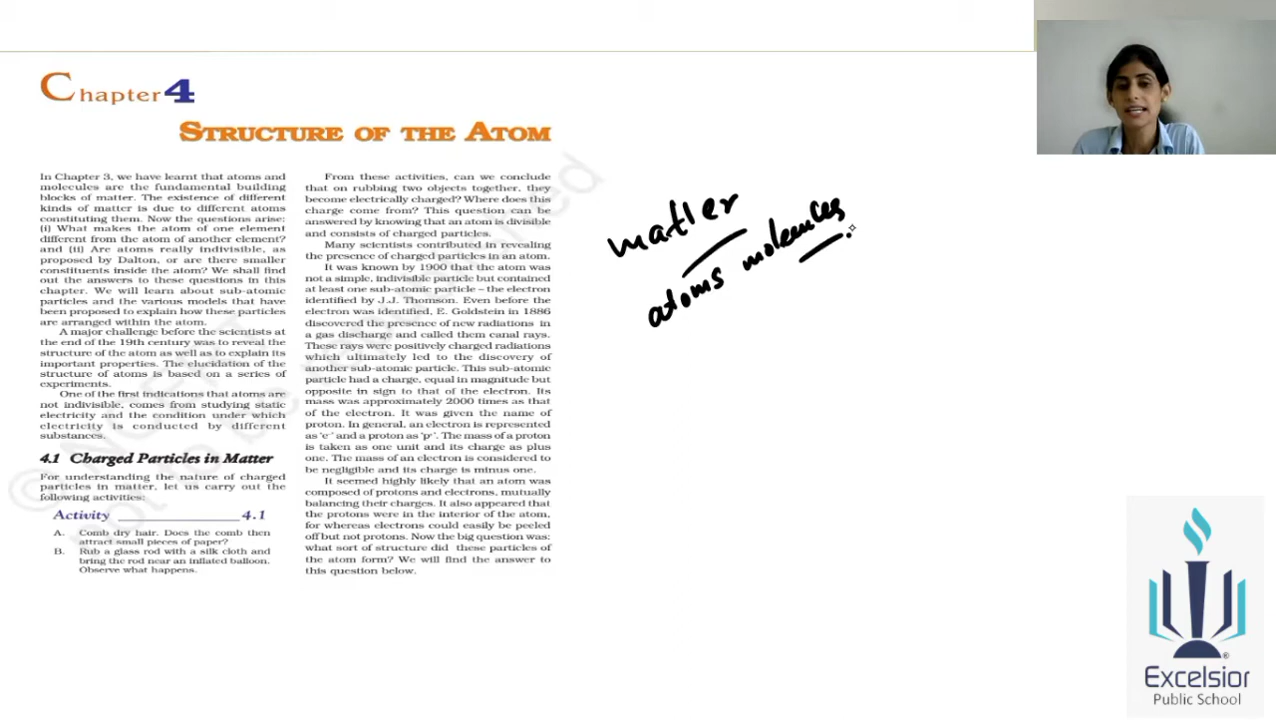 Chapter 4
STRUCTURE OF THE ATOM
In Chapter 3, we have learnt that atoms and
molecules are the fundamental building
blocks of matter. The existence of different
kinds of matter is due to different atoms
constituting them. Now the questions arise:
(i) What makes the atom of one element
different from the atom of another element?
and (ii) Are atoms really indivisible, as
proposed by Dalton, or are there smaller
constituents inside the atom? We shall find
out the answers to these questions in this
chapter. We will learn about sub-atomic
particles and the various models that have
been proposed to explain how these particles
are arranged within the atom.
A major challenge before the scientists at
the end of the 19th century was to reveal the
structure of the atom as well as to explain its
important properties. The elucidation of the
structure of atoms is based on a series of
experiments.
One of the first indications that atoms are
not indivisible, comes from studying static
electricity and the condition under which
electricity is conducted by different
substances.
4.1 Charged Particles in Matter
For understanding the nature of charged
particles in matter, let us carry out the
following activities:
Activity 4.1
A. Comb dry hair. Does the comb then
attract small pieces of paper?
B. Rub a glass rod with a silk cloth and
bring the rod near an inflated balloon.
Observe what happens.
From these activities, can we conclude
that on rubbing two objects together, they
become electrically charged? Where does this
charge come from? This question can be
answered by knowing that an atom is divisible
and consists of charged particles.
Many scientists contributed in revealing
the presence of charged particles in an atom.
It was known by 1900 that the atom was
not a simple, indivisible particle but contained
at least one sub-atomic particle – the electron
identified by J.J. Thomson. Even before the
electron was identified, E. Goldstein in 1886
discovered the presence of new radiations in
a gas discharge and called them canal rays.
These rays were positively charged radiations
which ultimately led to the discovery of
another sub-atomic particle. This sub-atomic
particle had a charge, equal in magnitude but
opposite in sign to that of the electron. Its
mass was approximately 2000 times as that
of the electron. It was given the name of
proton. In general, an electron is represented
as 'e⁻' and a proton as 'p⁺'. The mass of a proton
is taken as one unit and its charge as plus
one. The mass of an electron is considered to
be negligible and its charge is minus one.
It seemed highly likely that an atom was
composed of protons and electrons, mutually
balancing their charges. It also appeared that
the protons were in the interior of the atom,
for whereas electrons could easily be peeled
off but not protons. Now the big question was:
what sort of structure did these particles of
the atom form? We will find the answer to
this question below.
matter
atoms molecules
Excelsior
Public School